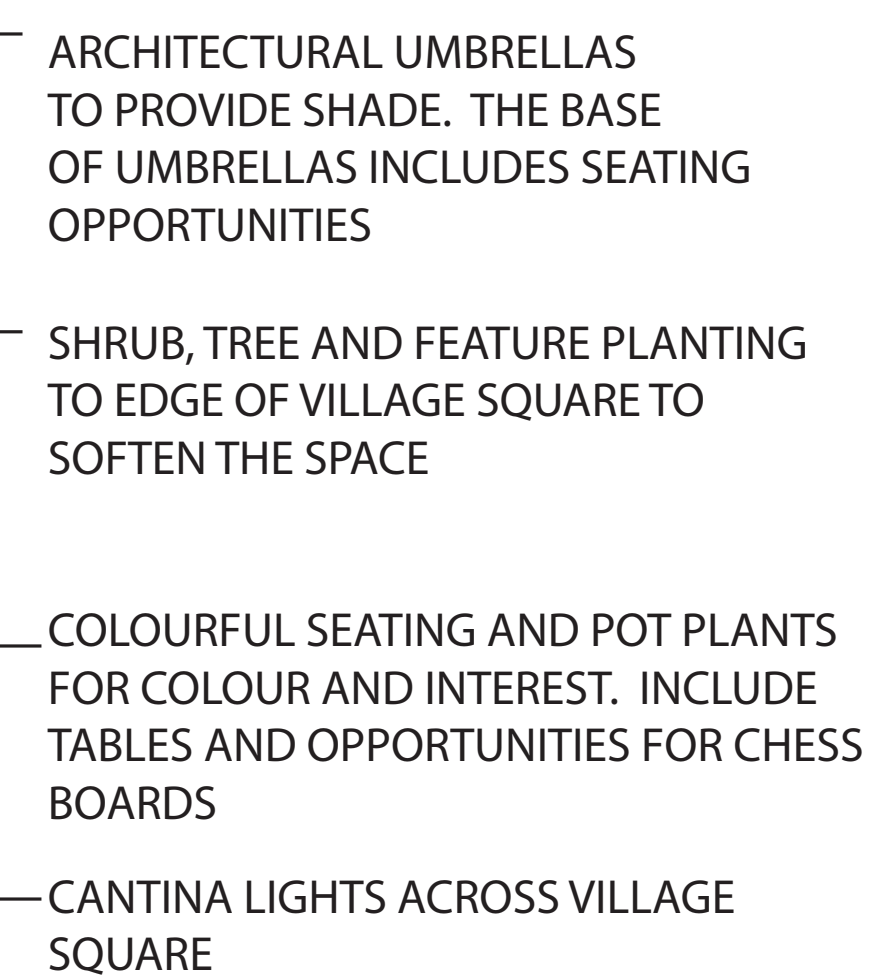 ARCHITECTURAL UMBRELLAS
TO PROVIDE SHADE.  THE BASE
OF UMBRELLAS INCLUDES SEATING
OPPORTUNITIES
SHRUB, TREE AND FEATURE PLANTING
TO EDGE OF VILLAGE SQUARE TO
SOFTEN THE SPACE
COLOURFUL SEATING AND POT PLANTS
FOR COLOUR AND INTEREST.  INCLUDE
TABLES AND OPPORTUNITIES FOR CHESS
BOARDS
CANTINA LIGHTS ACROSS VILLAGE
SQUARE